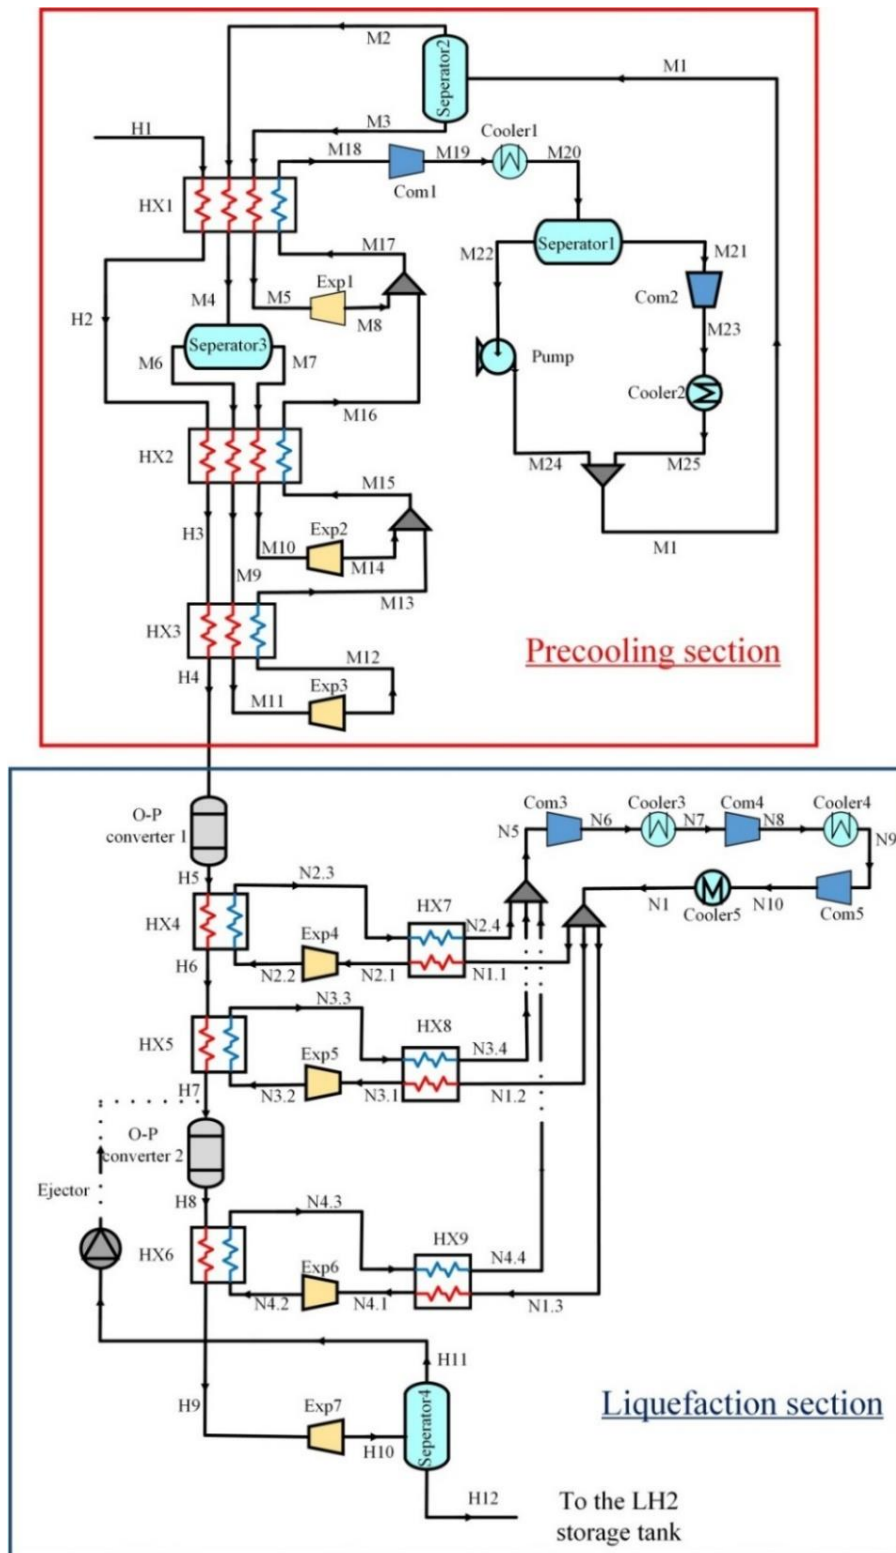 M2
Seperator2
M1
H1
M3
M18
M19
Cooler1
M20
Com1
HX1
M17
M22
Seperator1
M21
Exp1
M4
M5
M8
Com2
H2
M23
Seperator3
M6
M7
Pump
Cooler2
M16
HX2
M24
M25
M15
H3
M10
Exp2
M14
M1
M9
M13
HX3
M12
Precooling section
H4
M11
Exp3
O-P
converter 1
Com3
Cooler3
Com4
Cooler4
N5
N6
N7
N8
N9
H5
N2.3
HX7
N1
N10
Com5
Cooler5
HX4
Exp4
N2.4
H6
N2.2
N2.1
N1.1
N3.3
HX8
HX5
Exp5
N3.4
H7
N3.2
N3.1
N1.2
O-P
converter 2
Ejector
H8
N4.3
HX9
HX6
Exp6
N4.4
N4.2
N4.1
N1.3
H11
H9
Exp7
Seperator4
Liquefaction section
H10
H12
To the LH2
storage tank